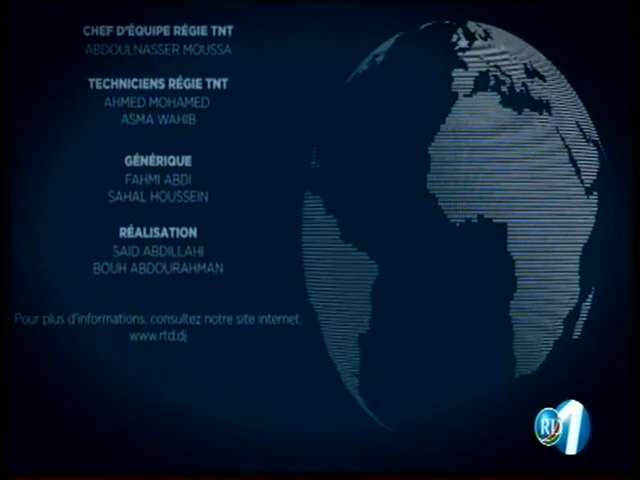 CHEF D'ÉQUIPE RÉGIE TNT
ABDOULNASSER MOUSSA
TECHNICIENS RÉGIE TNT
AHMED MOHAMED
ASMA WAHIB
GÉNÉRIQUE
FAHMI ABDI
SAHAL HOUSSEIN
RÉALISATION
SAID ABDILLAHI
BOUH ABDOURAHMAN
Pour plus d'informations, consultez notre site internet:
www.rtd.dj
RTD 1